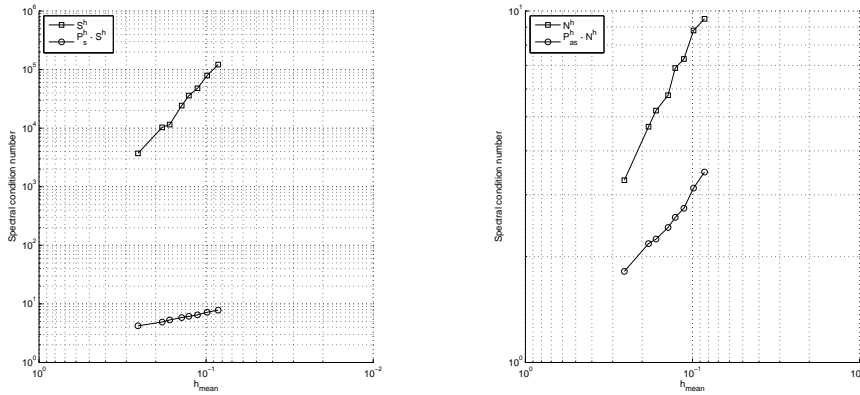 S^h
P_s^h · S^h
10^6
10^5
10^4
10^3
10^2
10^1
10^0
Spectral condition number
10^0
10^-1
10^-2
h_mean
N^h
P_as^h · N^h
10^1
10^0
Spectral condition number
10^0
10^-1
h_mean